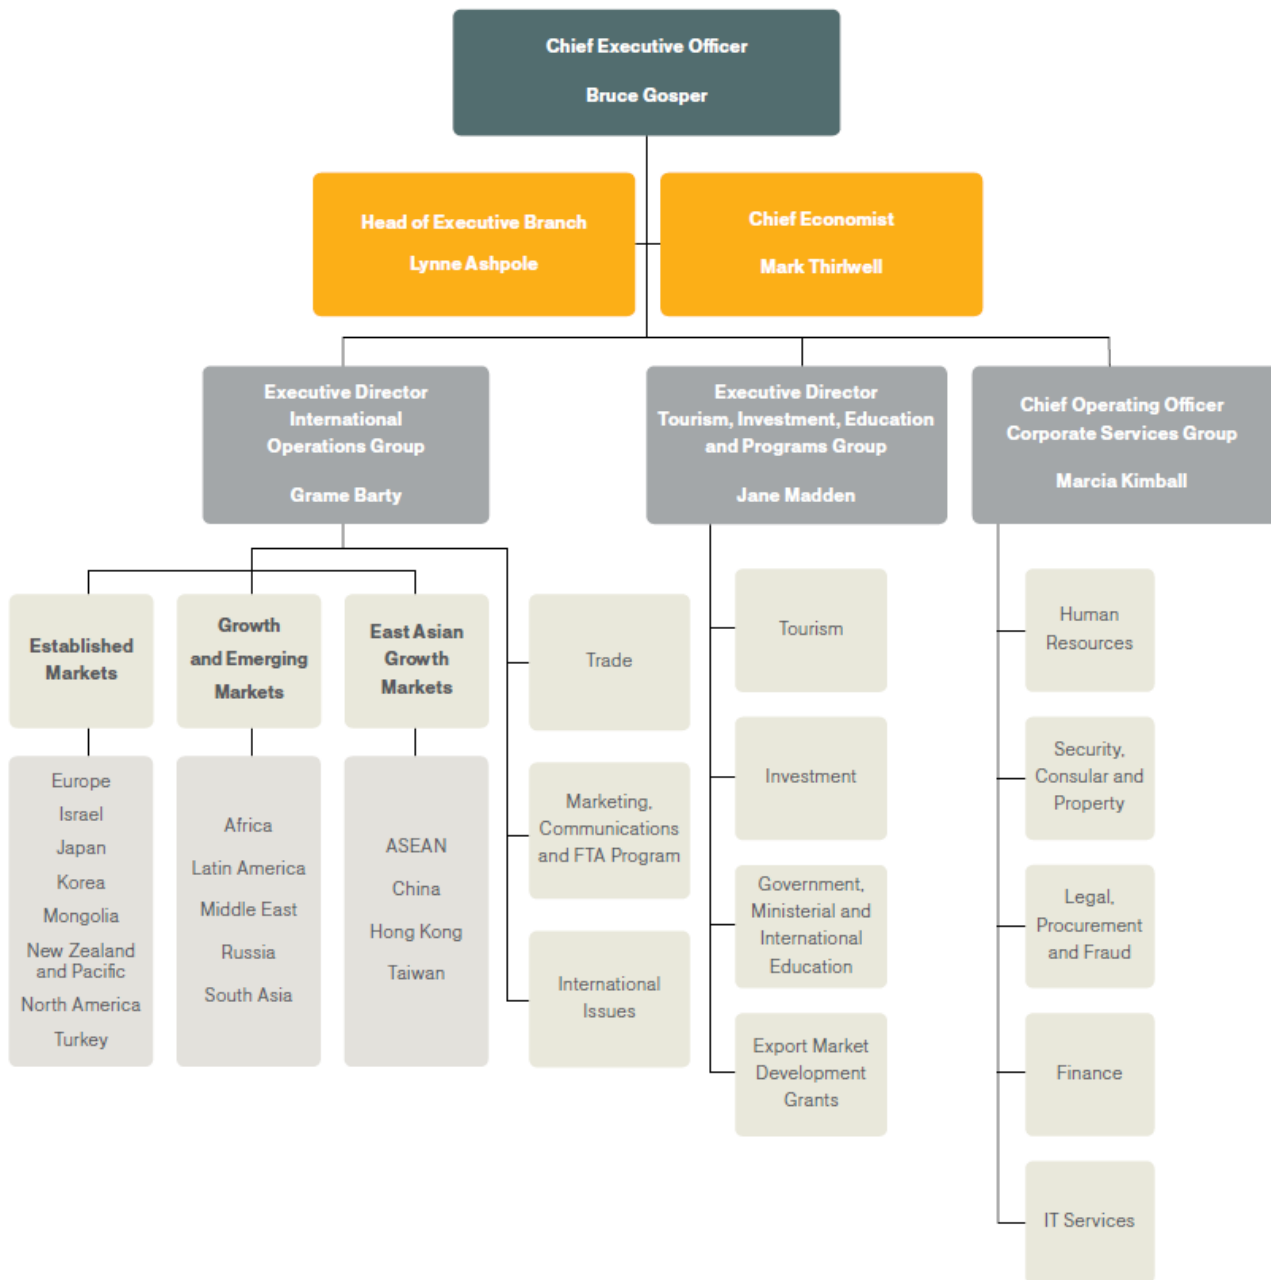 Chief Executive Officer
Bruce Gosper
Head of Executive Branch
Lynne Ashpole
Chief Economist
Mark Thirlwell
Executive Director
International
Operations Group
Grame Barty
Executive Director
Tourism, Investment, Education
and Programs Group
Jane Madden
Chief Operating Officer
Corporate Services Group
Marcia Kimball
Established
Markets
Europe
Israel
Japan
Korea
Mongolia
New Zealand
and Pacific
North America
Turkey
Growth
and Emerging
Markets
Africa
Latin America
Middle East
Russia
South Asia
East Asian
Growth
Markets
ASEAN
China
Hong Kong
Taiwan
Trade
Marketing,
Communications
and FTA Program
International
Issues
Tourism
Investment
Government,
Ministerial and
International
Education
Export Market
Development
Grants
Human
Resources
Security,
Consular and
Property
Legal,
Procurement
and Fraud
Finance
IT Services